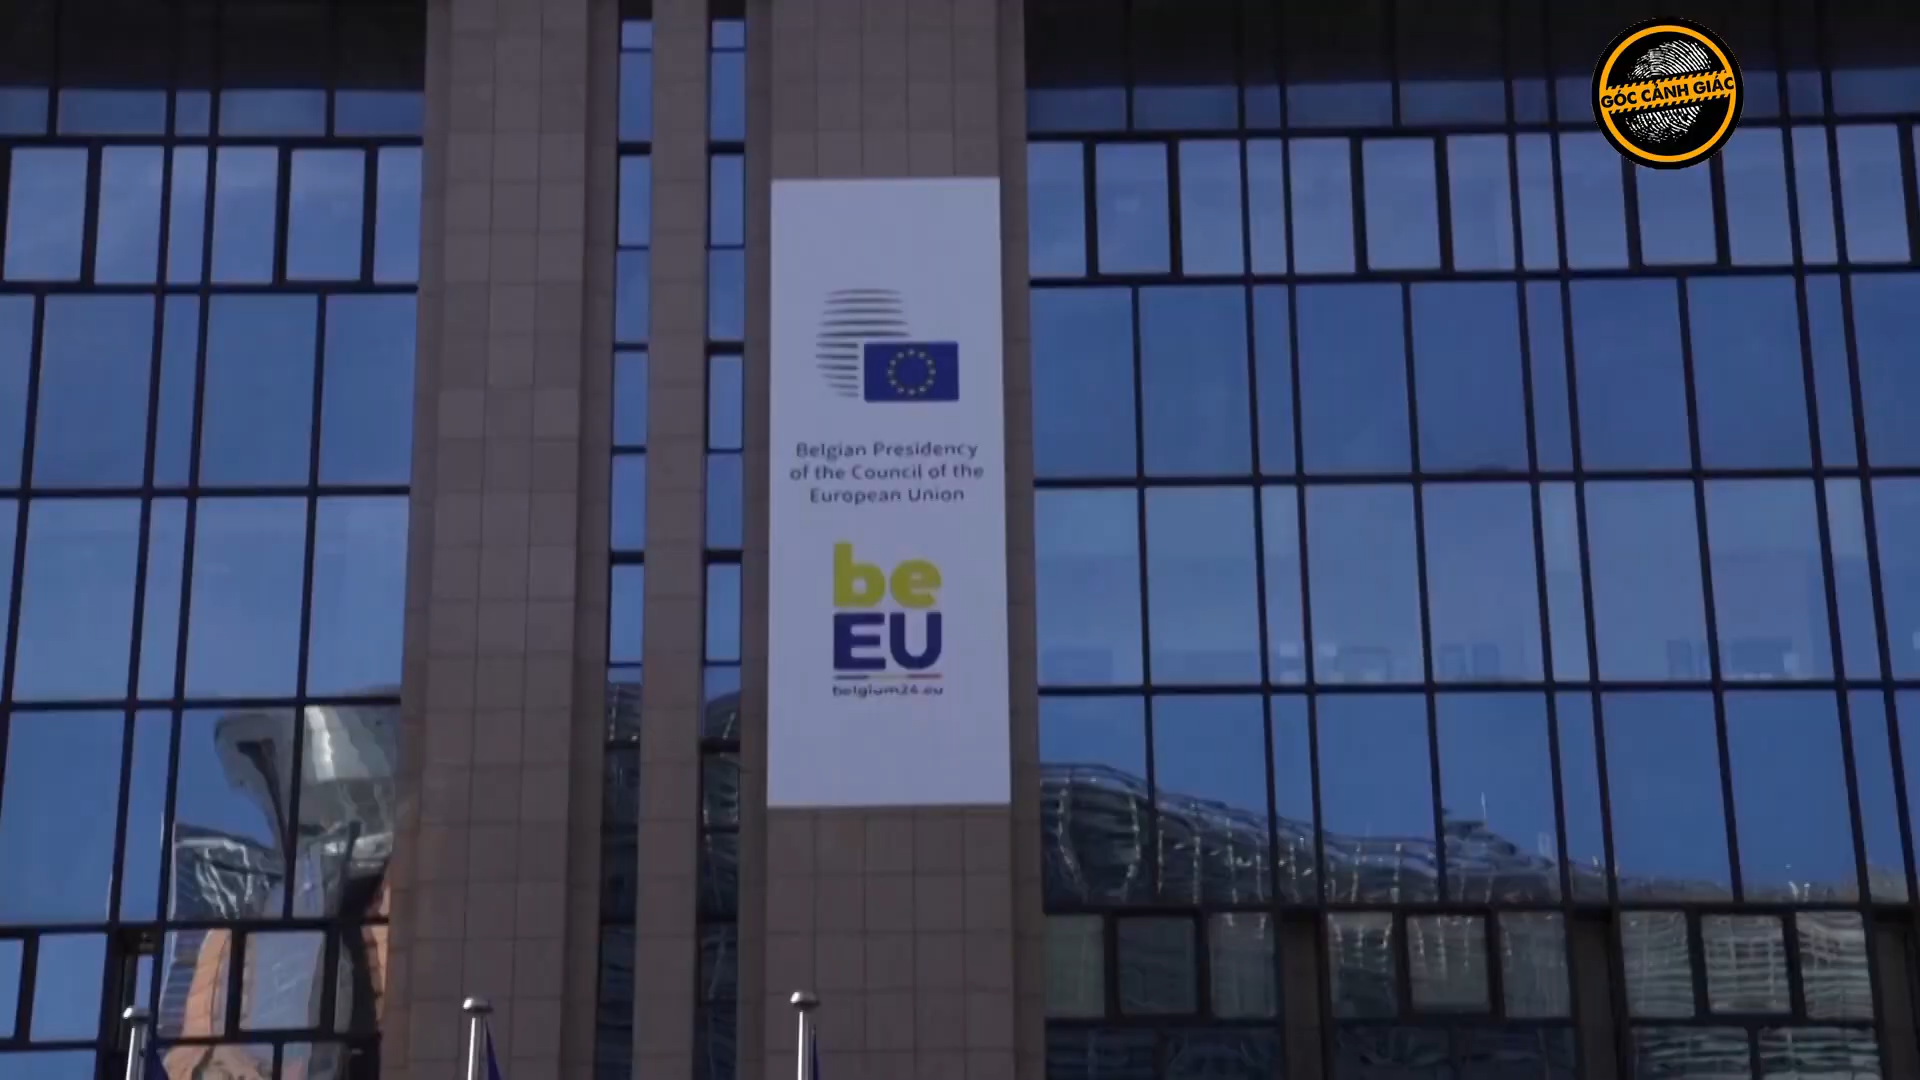 GÓC CẢNH GIÁC
Belgian Presidency
of the Council of the
European Union
be
EU
belgium24.eu